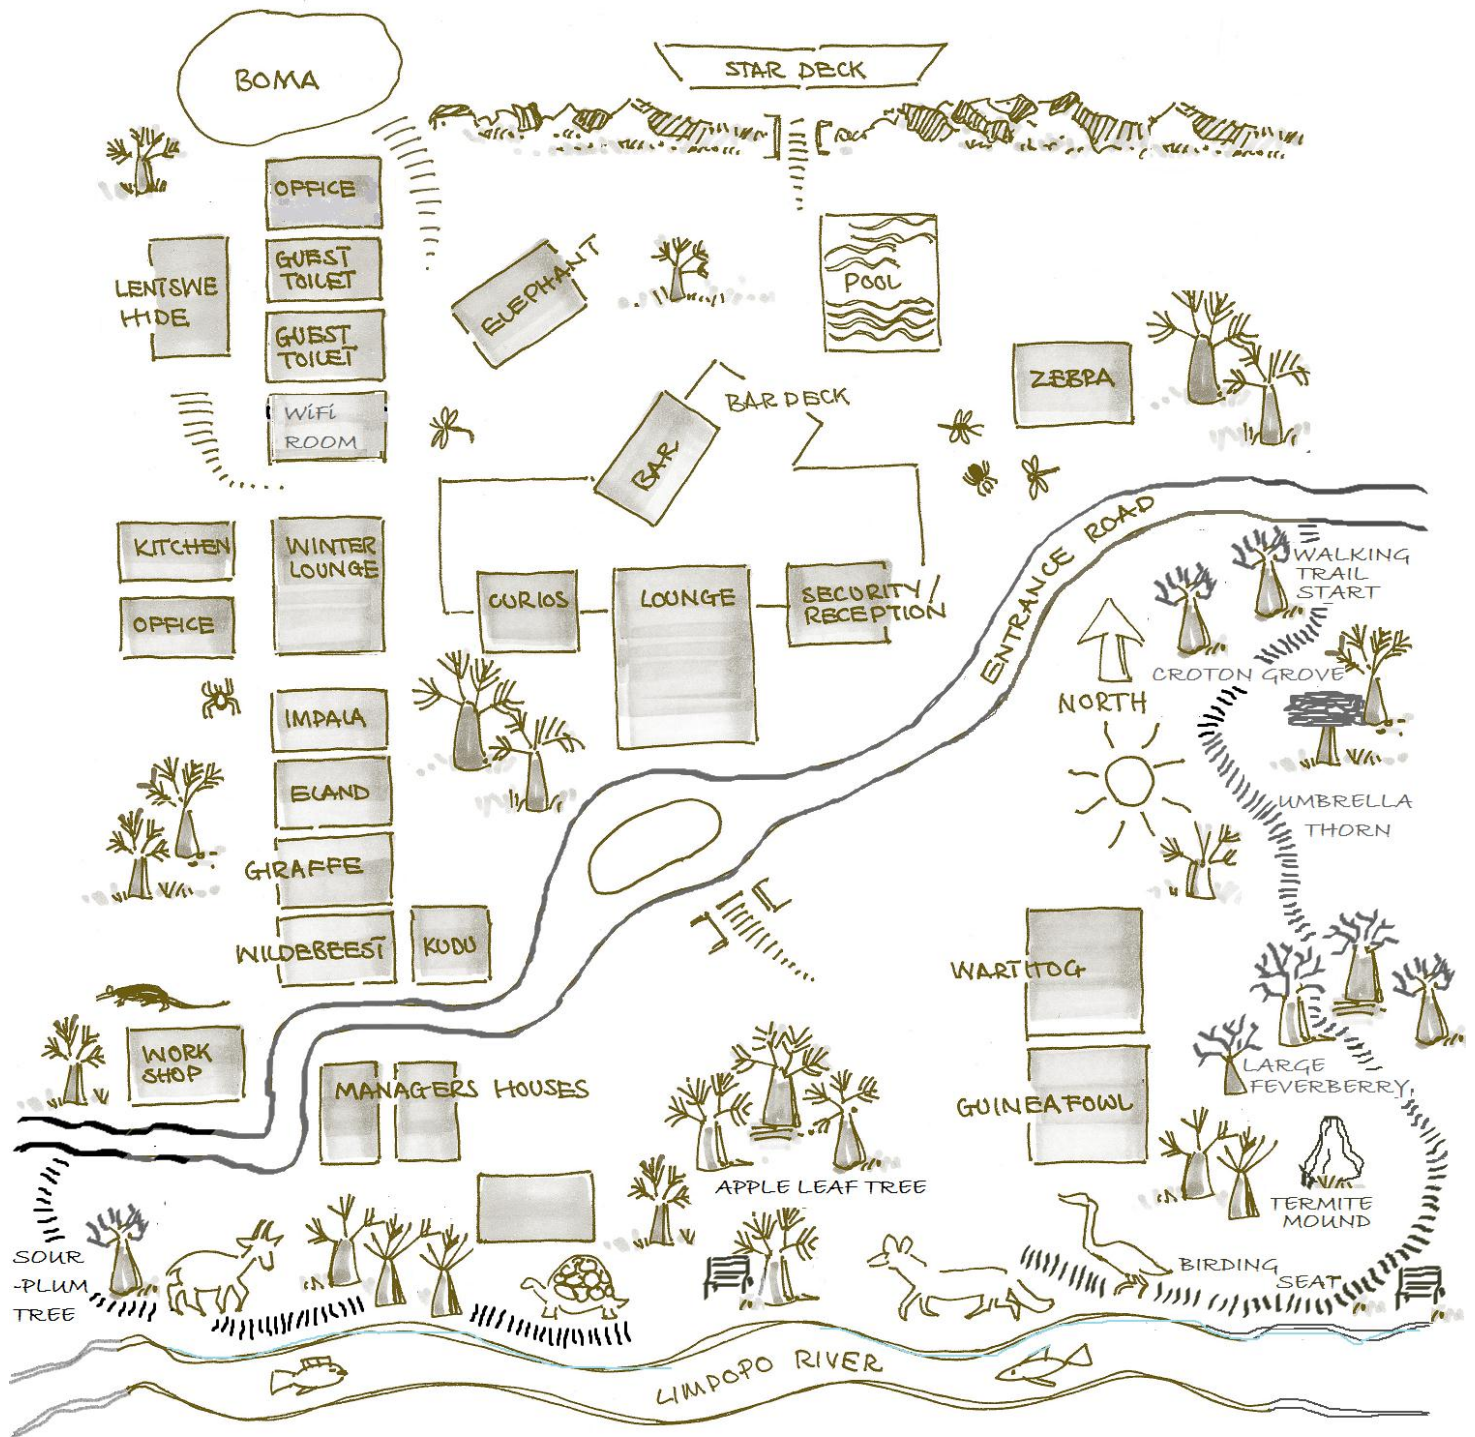 BOMA
STAR DECK
OFFICE
GUEST
TOILET
LENTSWE
HIDE
ELEPHANT
POOL
GUEST
TOILET
ZEBRA
WiFi
ROOM
BAR DECK
BAR
ENTRANCE ROAD
KITCHEN
WINTER
LOUNGE
WALKING
TRAIL
START
OFFICE
CURIOS
LOUNGE
SECURITY/
RECEPTION
CROTON GROVE
NORTH
IMPALA
ELAND
UMBRELLA
THORN
GIRAFFE
WILDEBEEST
KUDU
WARTHOG
WORK
SHOP
MANAGERS HOUSES
LARGE
FEVERBERRY
GUINEAFOWL
APPLE LEAF TREE
TERMITE
MOUND
SOUR
-PLUM
TREE
BIRDING
SEAT
LIMPOPO RIVER